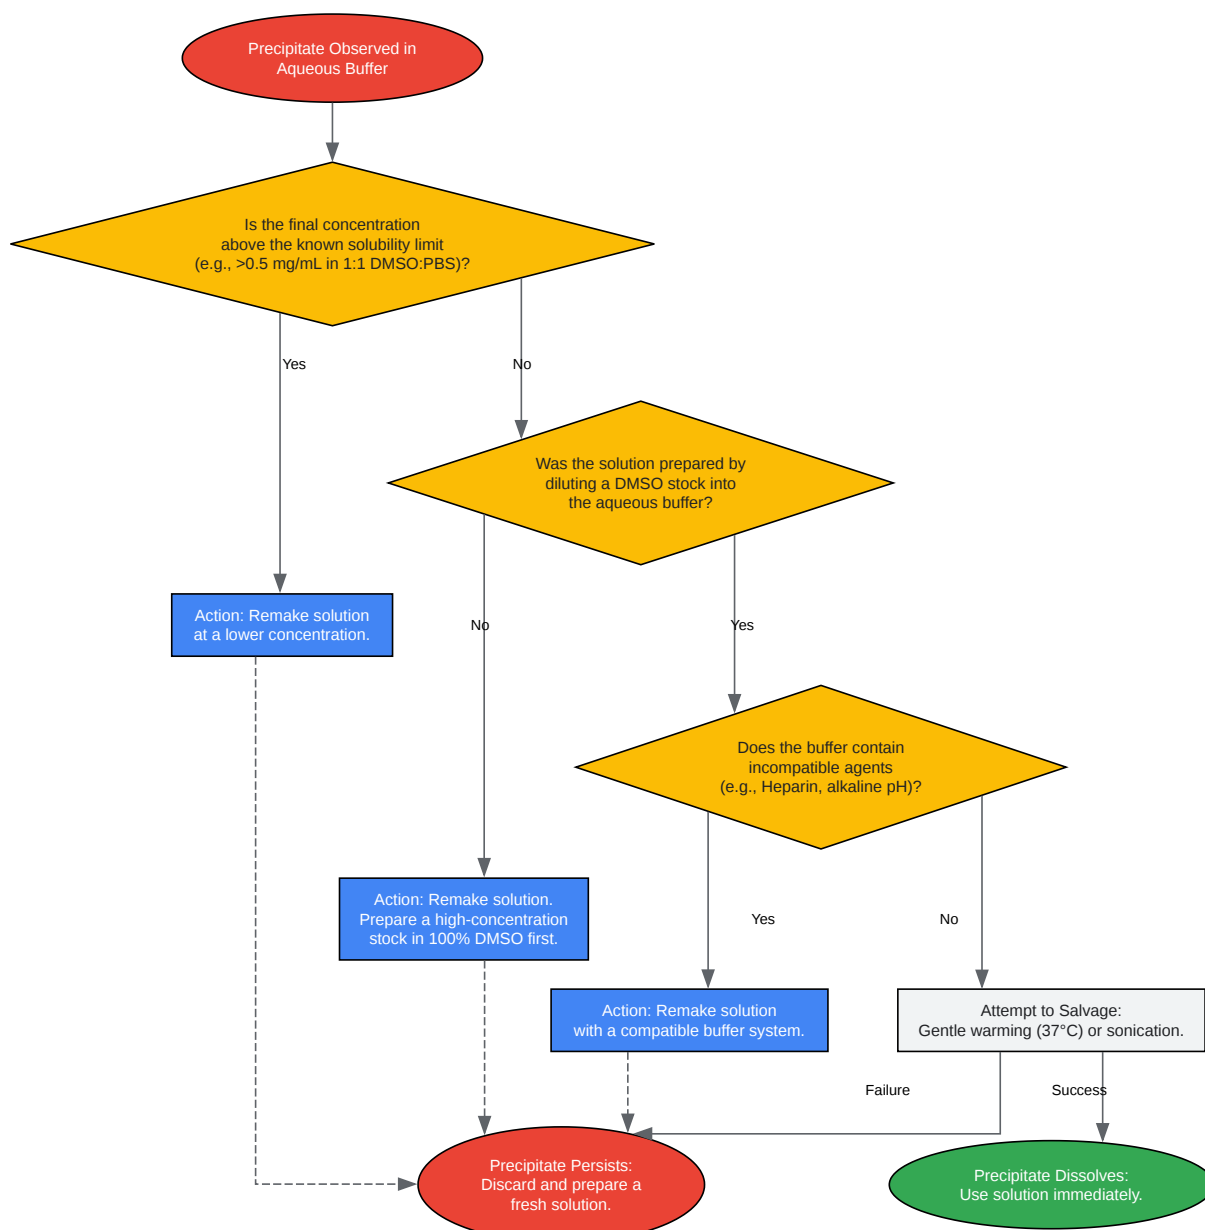 Precipitate Observed in
Aqueous Buffer
Is the final concentration
above the known solubility limit
(e.g., >0.5 mg/mL in 1:1 DMSO:PBS)?
Yes
No
Was the solution prepared by
diluting a DMSO stock into
the aqueous buffer?
Action: Remake solution
at a lower concentration.
No
Yes
Does the buffer contain
incompatible agents
(e.g., Heparin, alkaline pH)?
Action: Remake solution.
Prepare a high-concentration
stock in 100% DMSO first.
Yes
No
Action: Remake solution
with a compatible buffer system.
Attempt to Salvage:
Gentle warming (37°C) or sonication.
Failure
Success
Precipitate Persists:
Discard and prepare a
fresh solution.
Precipitate Dissolves:
Use solution immediately.